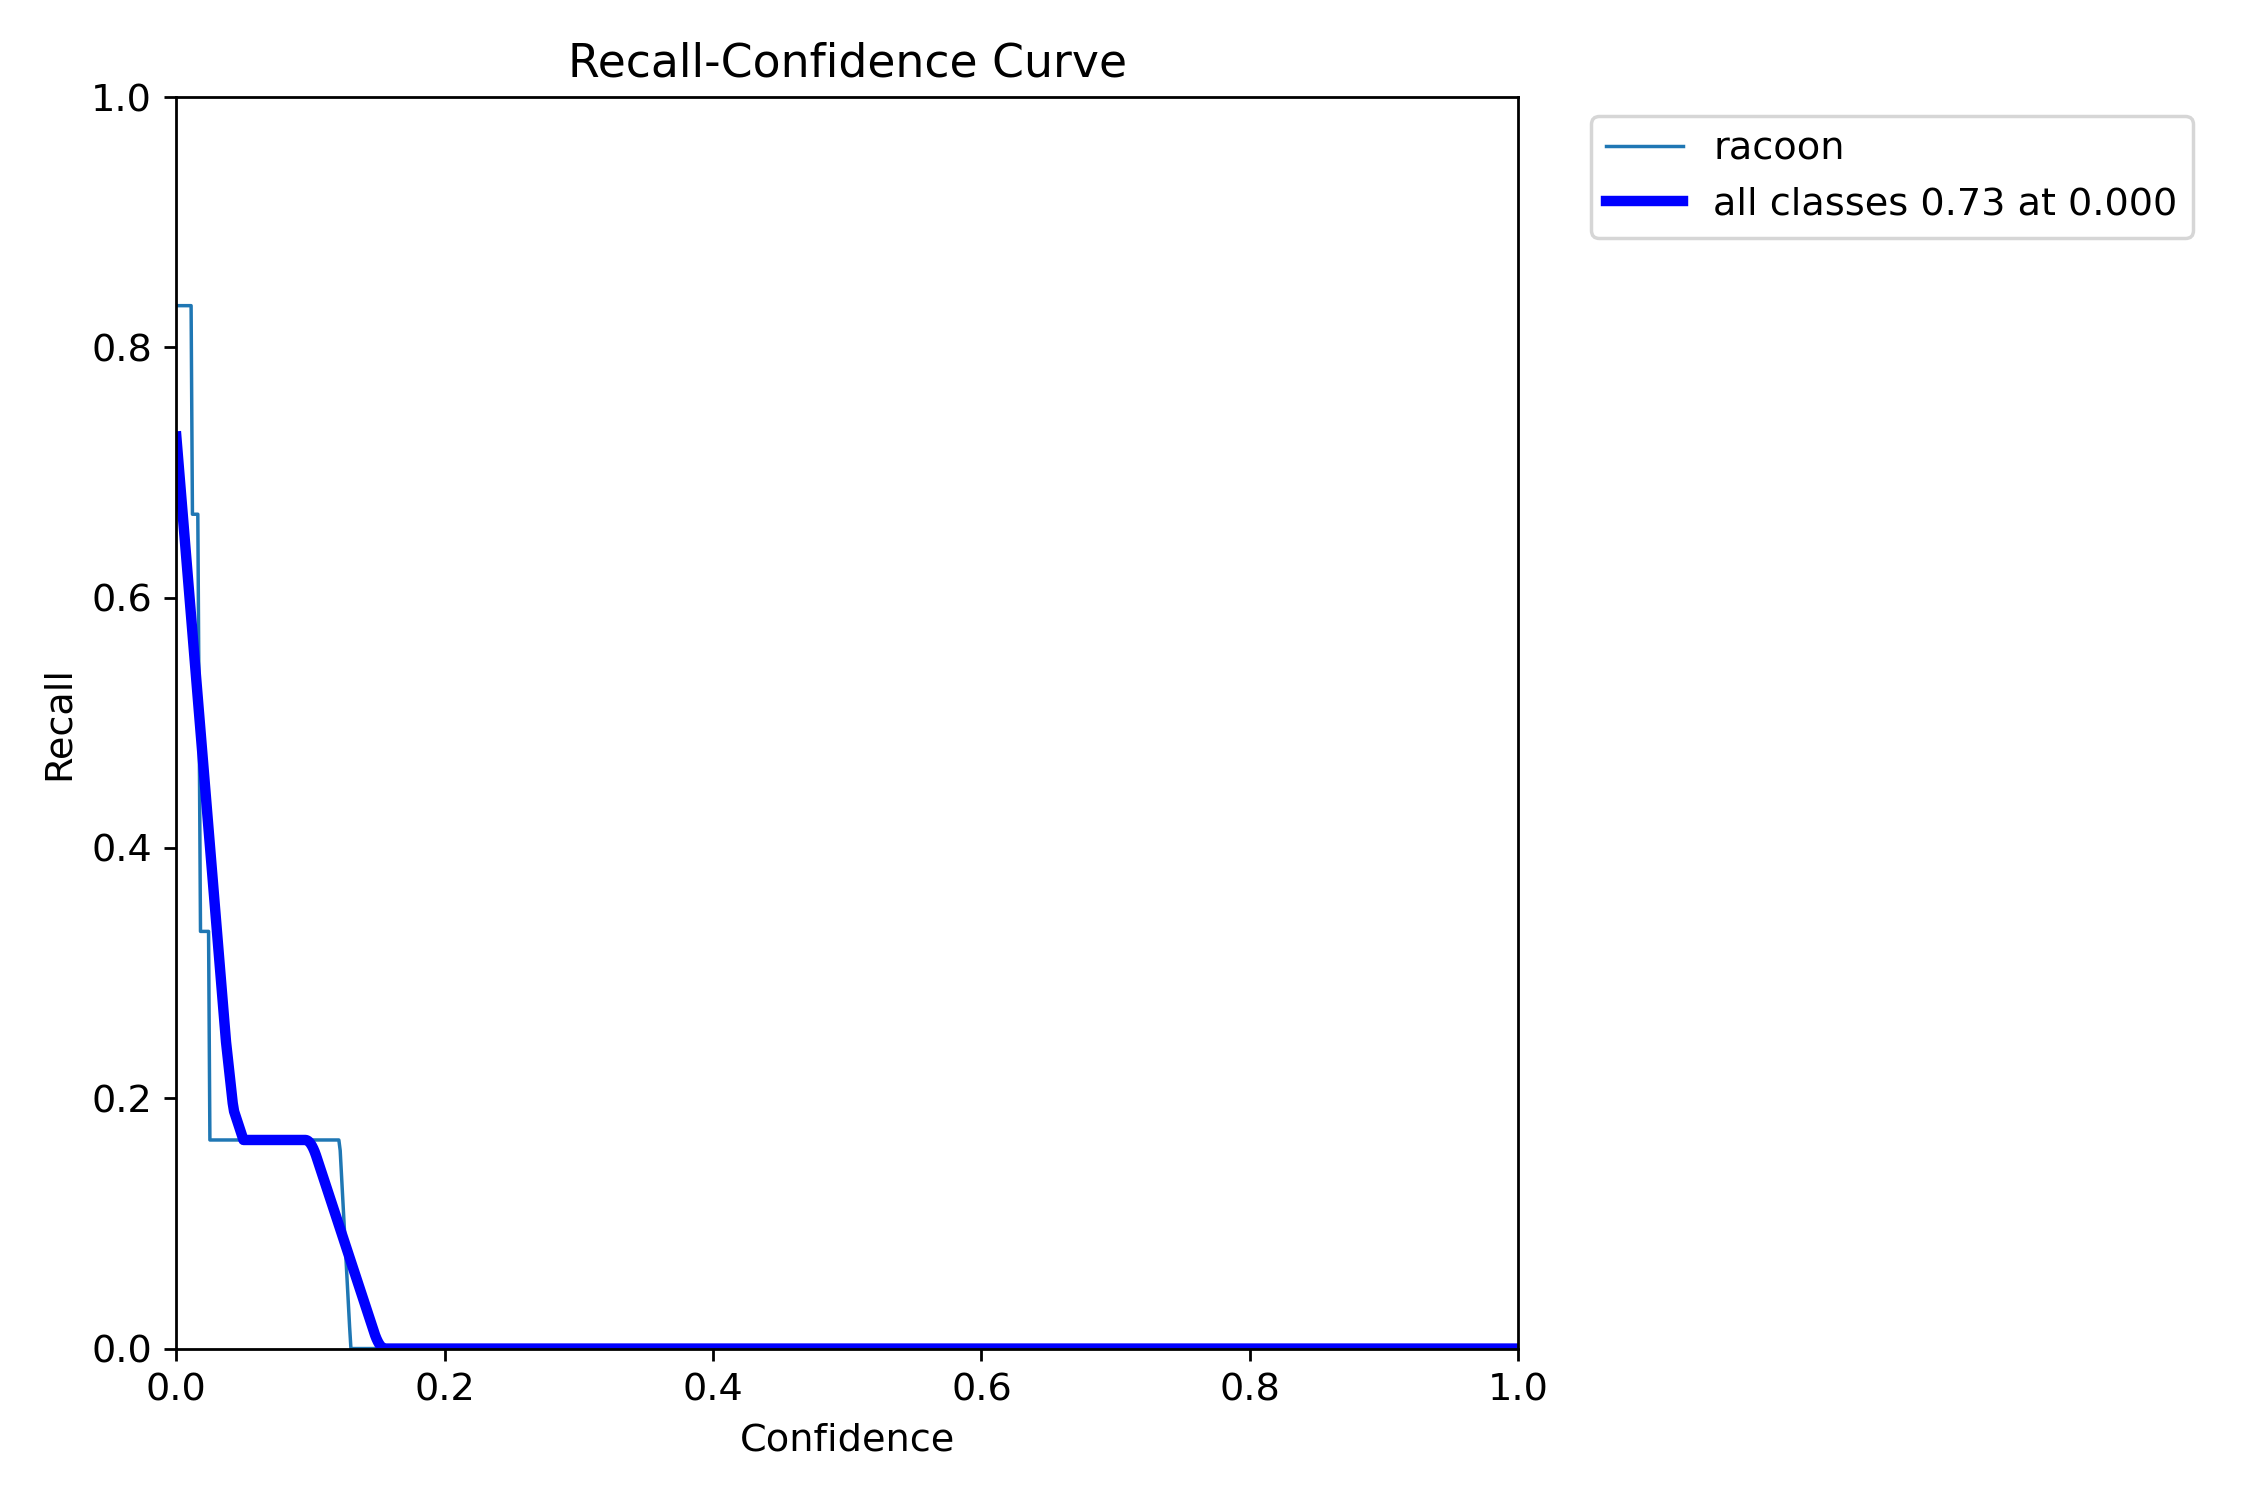 Recall-Confidence Curve
racoon
all classes 0.73 at 0.000
1.0
0.8
0.6
0.4
0.2
0.0
Recall
0.0 0.2 0.4 0.6 0.8 1.0
Confidence